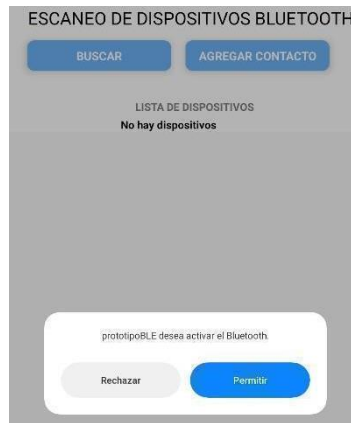 ESCANEO DE DISPOSITIVOS BLUETOOTH
BUSCAR AGREGAR CONTACTO
LISTA DE DISPOSITIVOS
No hay dispositivos
prototipoBLE desea activar el Bluetooth.
Rechazar Permitir